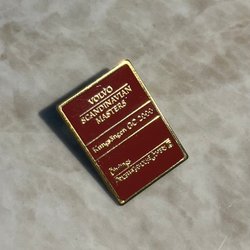 VOLVO
SCANDINAVIAN
MASTERS
Kungsängen GC 2000